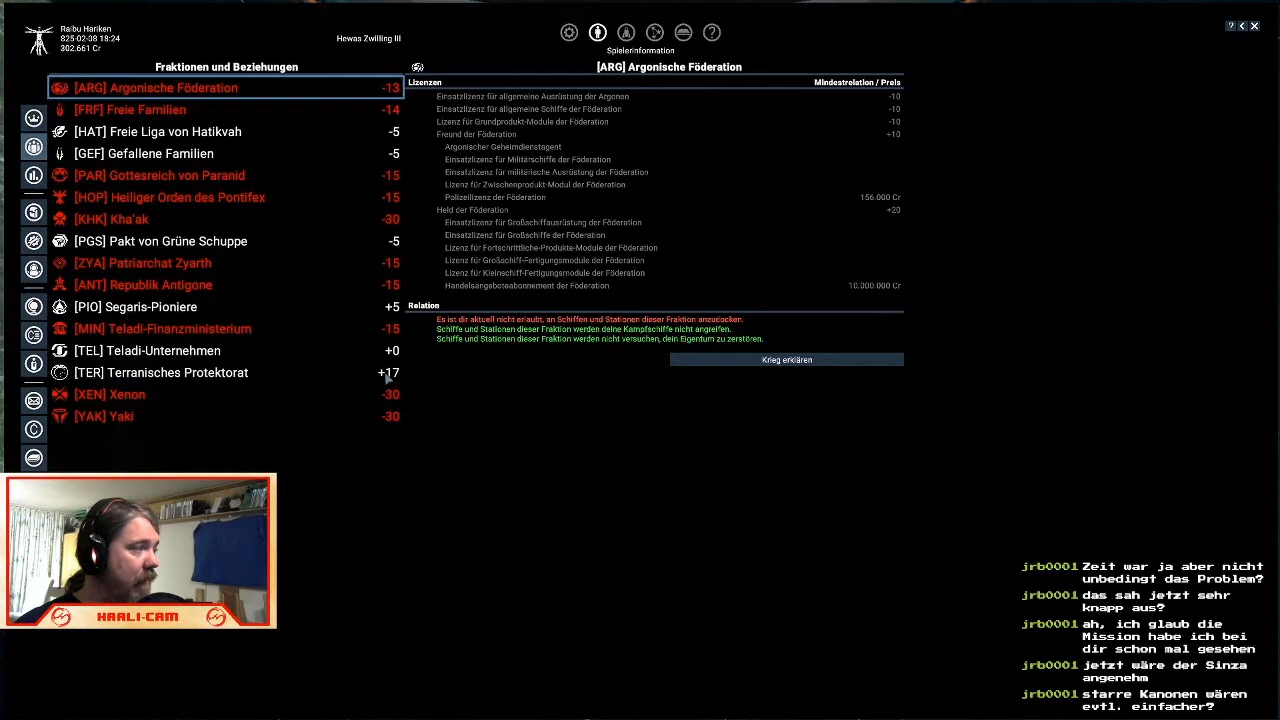 Raibu Hariken
825-02-08 18:24
302.661 Cr
Hewas Zwilling III
Spielerinformation
?
Fraktionen und Beziehungen
[ARG] Argonische Föderation -13
[FRF] Freie Familien -14
[HAT] Freie Liga von Hatikvah -5
[GEF] Gefallene Familien -5
[PAR] Gottesreich von Paranid -15
[HOP] Heiliger Orden des Pontifex -15
[KHK] Kha'ak -30
[PGS] Pakt von Grüne Schuppe -5
[ZYA] Patriarchat Zyarth -15
[ANT] Republik Antigone -15
[PIO] Segaris-Pioniere +5
[MIN] Teladi-Finanzministerium -15
[TEL] Teladi-Unternehmen +0
[TER] Terranisches Protektorat +17
[XEN] Xenon -30
[YAK] Yaki -30
[ARG] Argonische Föderation
Lizenzen Mindestrelation / Preis
Einsatzlizenz für allgemeine Ausrüstung der Argonen -10
Einsatzlizenz für allgemeine Schiffe der Föderation -10
Lizenz für Grundprodukt-Module der Föderation -10
Freund der Föderation +10
Argonischer Geheimdienstagent
Einsatzlizenz für Militärschiffe der Föderation
Einsatzlizenz für militärische Ausrüstung der Föderation
Lizenz für Zwischenprodukt-Modul der Föderation
Polizeilizenz der Föderation 156.000 Cr
Held der Föderation +20
Einsatzlizenz für Großschiffausrüstung der Föderation
Einsatzlizenz für Großschiffe der Föderation
Lizenz für Fortschrittliche-Produkte-Module der Föderation
Lizenz für Großschiff-Fertigungsmodule der Föderation
Lizenz für Kleinschiff-Fertigungsmodule der Föderation
Handelsangeboteabonnement der Föderation 10.000.000 Cr
Relation
Es ist dir aktuell nicht erlaubt, an Schiffen und Stationen dieser Fraktion anzudocken.
Schiffe und Stationen dieser Fraktion werden deine Kampfschiffe nicht angreifen.
Schiffe und Stationen dieser Fraktion werden nicht versuchen, dein Eigentum zu zerstören.
Krieg erklären
HAALI-CAM
jrb0001 Zeit war ja aber nicht
unbedingt das Problem?
jrb0001 das sah jetzt sehr
knapp aus?
jrb0001 ah, ich glaub die
Mission habe ich bei
dir schon mal gesehen
jrb0001 jetzt wäre der Sinza
angenehm
jrb0001 starre Kanonen wären
evtl. einfacher?